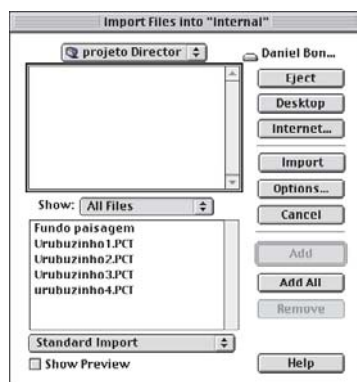 Import Files into "Internal"
projeto Director
Daniel Bon...
Eject
Desktop
Internet...
Import
Options...
Cancel
Show: All Files
Fundo paisagem
Urubuzinho1.PCT
Urubuzinho2.PCT
Urubuzinho3.PCT
urubuzinho4.PCT
Add
Add All
Remove
Standard Import
Show Preview
Help